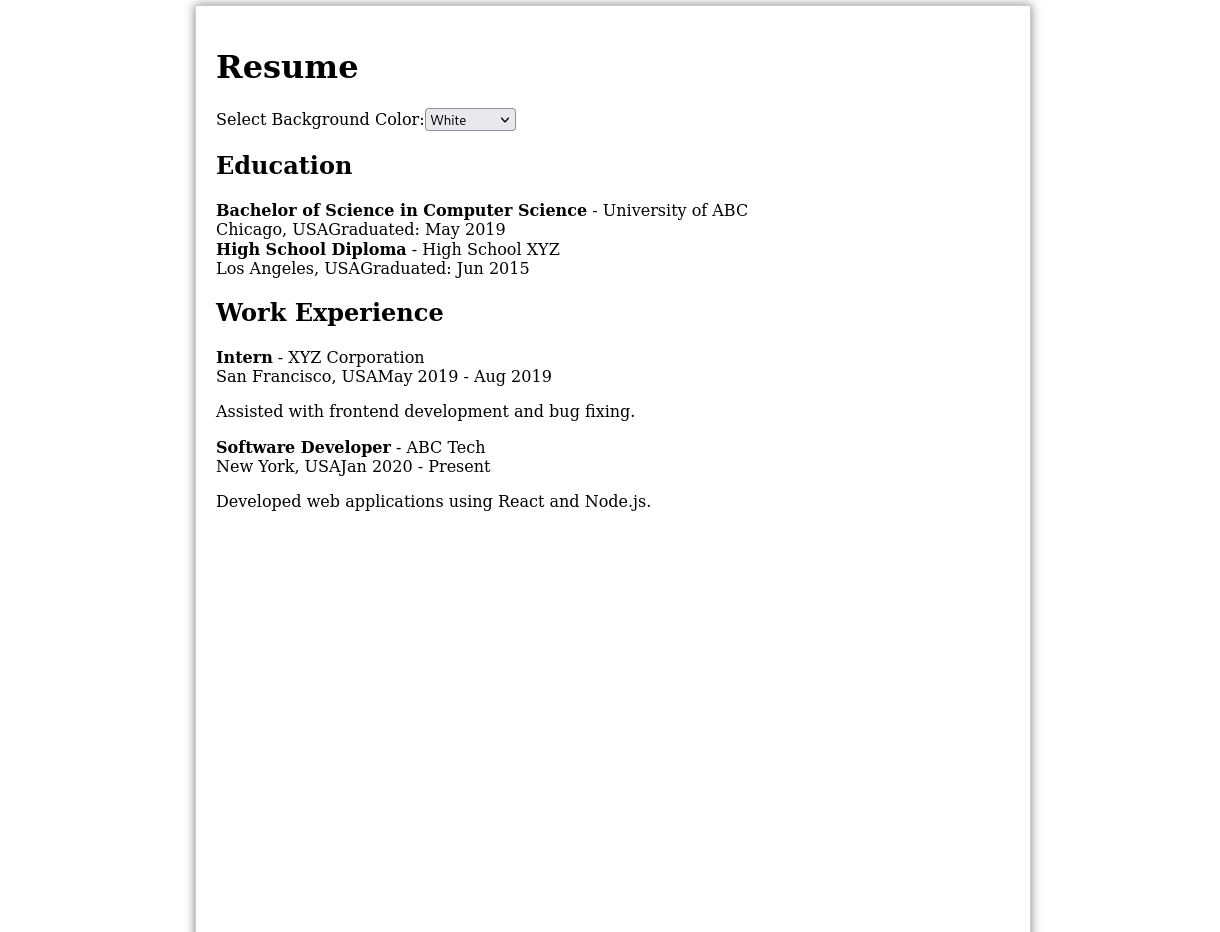 Resume
Select Background Color: White
Education
Bachelor of Science in Computer Science - University of ABC
Chicago, USAGraduated: May 2019
High School Diploma - High School XYZ
Los Angeles, USAGraduated: Jun 2015
Work Experience
Intern - XYZ Corporation
San Francisco, USAMay 2019 - Aug 2019
Assisted with frontend development and bug fixing.
Software Developer - ABC Tech
New York, USAJan 2020 - Present
Developed web applications using React and Node.js.